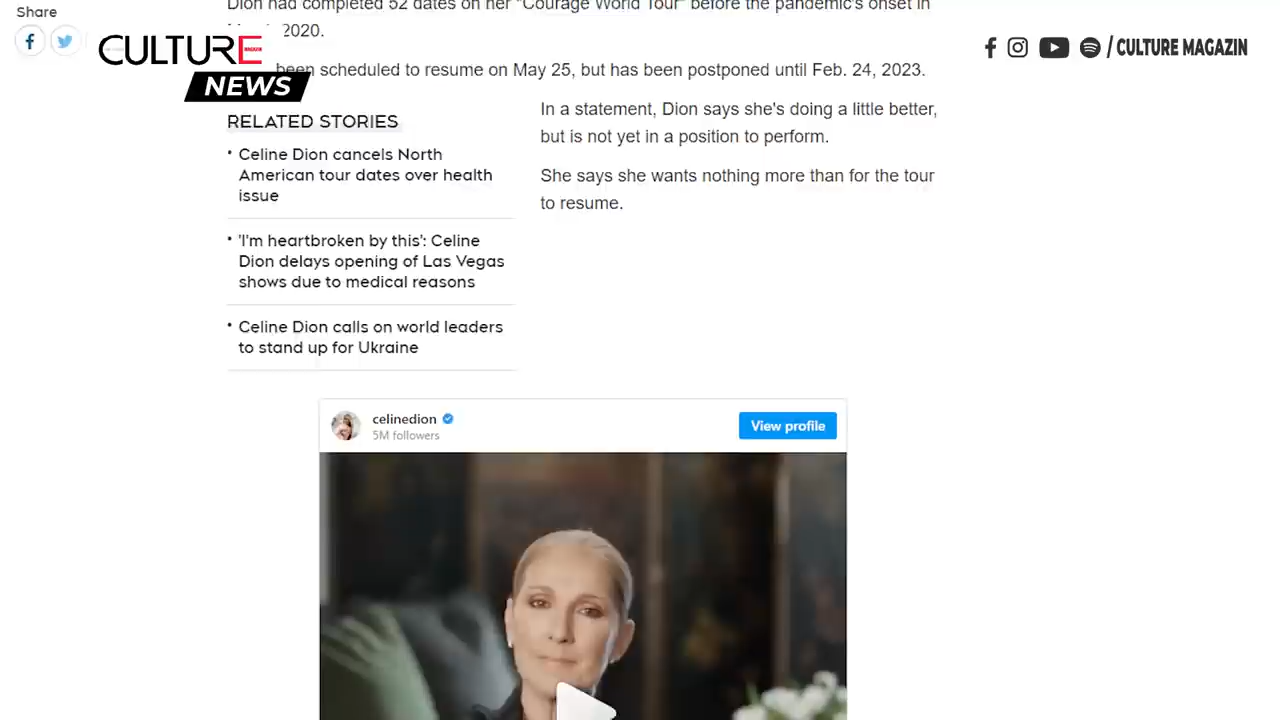 Share
Dion had completed 52 dates on her "Courage World Tour" before the pandemic's onset in
2020.
CULTURE
MAGAZIN
NEWS
/ CULTURE MAGAZIN
been scheduled to resume on May 25, but has been postponed until Feb. 24, 2023.
RELATED STORIES
• Celine Dion cancels North
American tour dates over health
issue
• 'I'm heartbroken by this': Celine
Dion delays opening of Las Vegas
shows due to medical reasons
• Celine Dion calls on world leaders
to stand up for Ukraine
In a statement, Dion says she's doing a little better,
but is not yet in a position to perform.
She says she wants nothing more than for the tour
to resume.
celinedion
5M followers
View profile